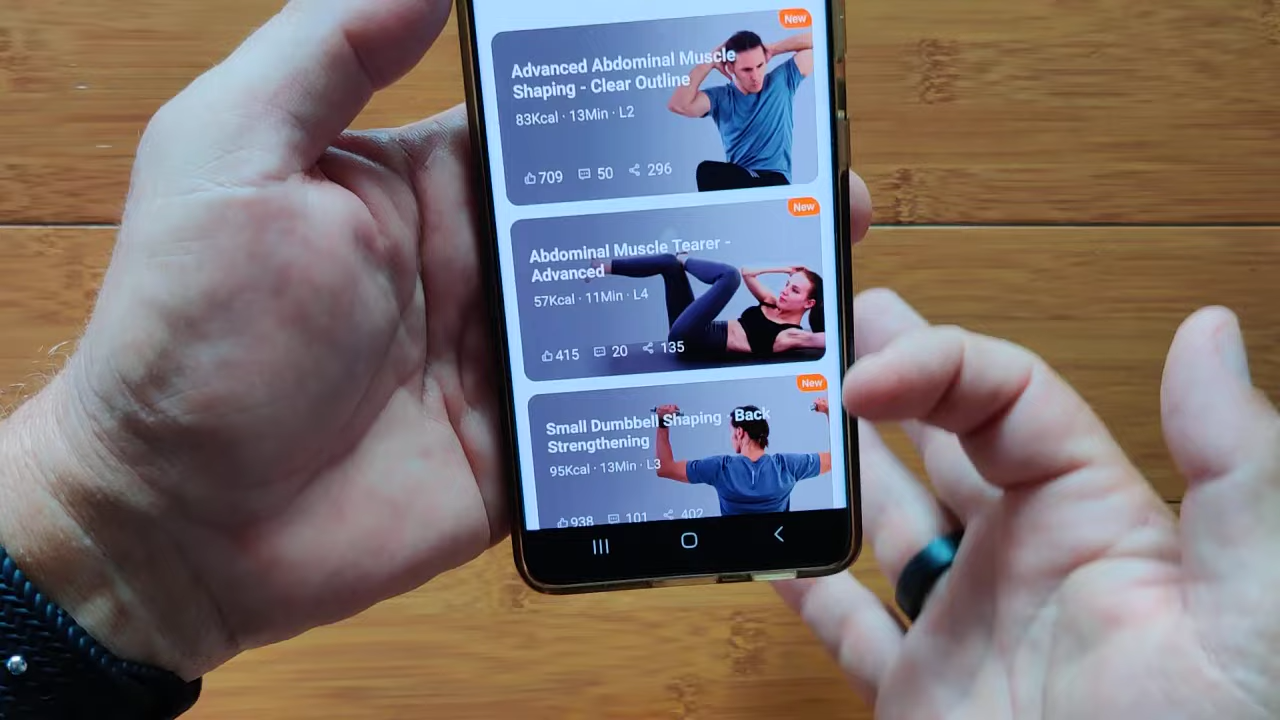 New
Advanced Abdominal Muscle
Shaping - Clear Outline
83Kcal · 13Min · L2
709 50 296
New
Abdominal Muscle Tearer -
Advanced
57Kcal · 11Min · L4
415 20 135
New
Small Dumbbell Shaping · Back
Strengthening
95Kcal · 13Min · L3
938 101 402